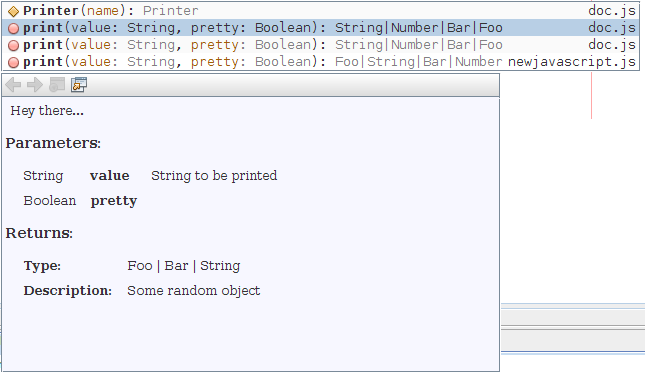 Printer(name): Printer doc.js
print(value: String, pretty: Boolean): String|Number|Bar|Foo doc.js
print(value: String, pretty: Boolean): String|Number|Bar|Foo doc.js
print(value: String, pretty: Boolean): Foo|String|Bar|Number newjavascript.js
Hey there...
Parameters:
String value String to be printed
Boolean pretty
Returns:
Type: Foo | Bar | String
Description: Some random object